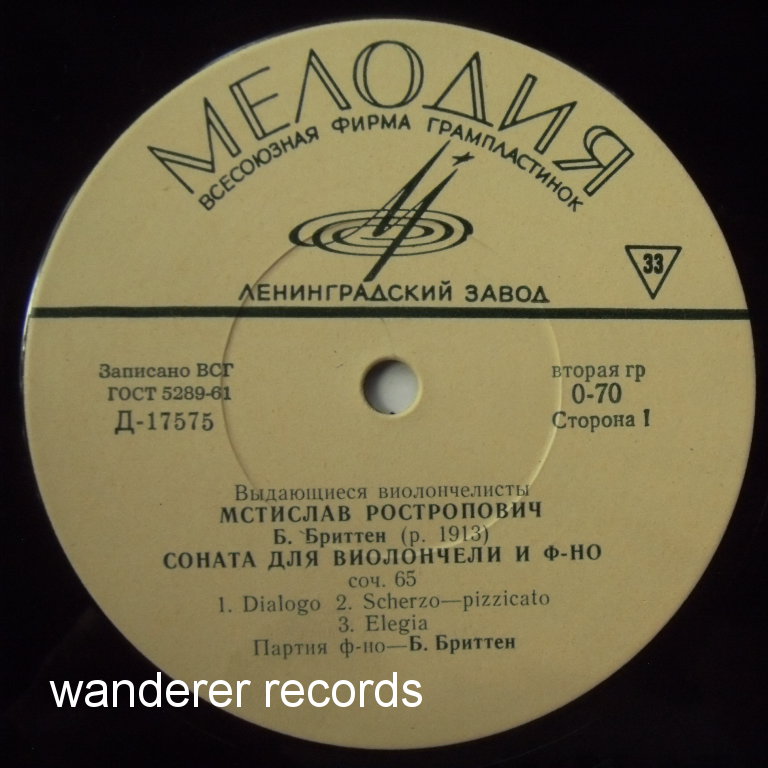 МЕЛОДИЯ
ВСЕСОЮЗНАЯ ФИРМА ГРАМПЛАСТИНОК
33
ЛЕНИНГРАДСКИЙ ЗАВОД
Записано ВСГ
ГОСТ 5289-61
Д-17575
вторая гр
0-70
Сторона 1
Выдающиеся виолончелисты
МСТИСЛАВ РОСТРОПОВИЧ
Б. Бриттен (р. 1913)
СОНАТА ДЛЯ ВИОЛОНЧЕЛИ И Ф-НО
соч. 65
1. Dialogo 2. Scherzo—pizzicato
3. Elegia
Партия ф-но—Б. Бриттен
wanderer records